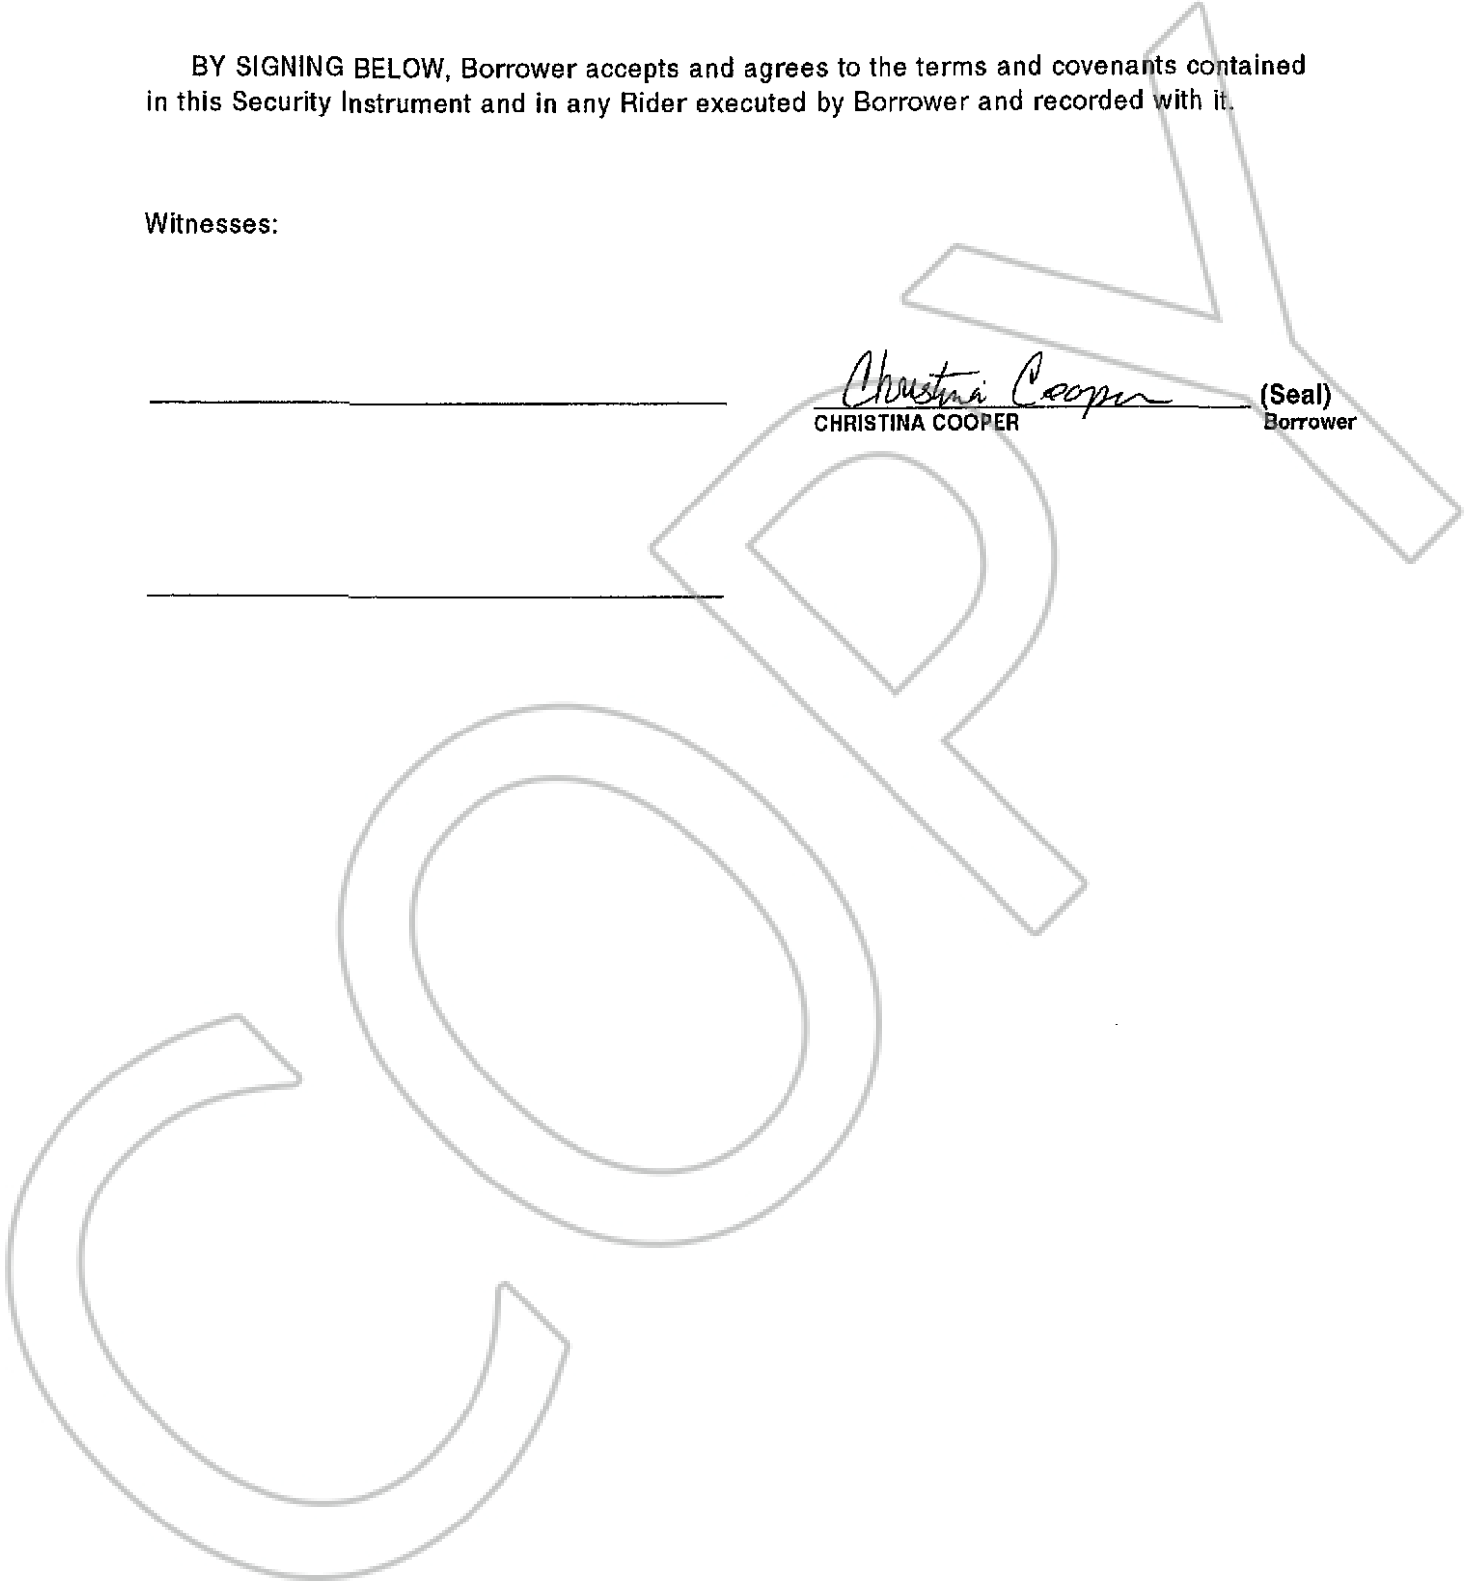 BY SIGNING BELOW, Borrower accepts and agrees to the terms and covenants contained
in this Security Instrument and in any Rider executed by Borrower and recorded with it.
Witnesses:
Christina Cooper (Seal)
CHRISTINA COOPER Borrower
COPY